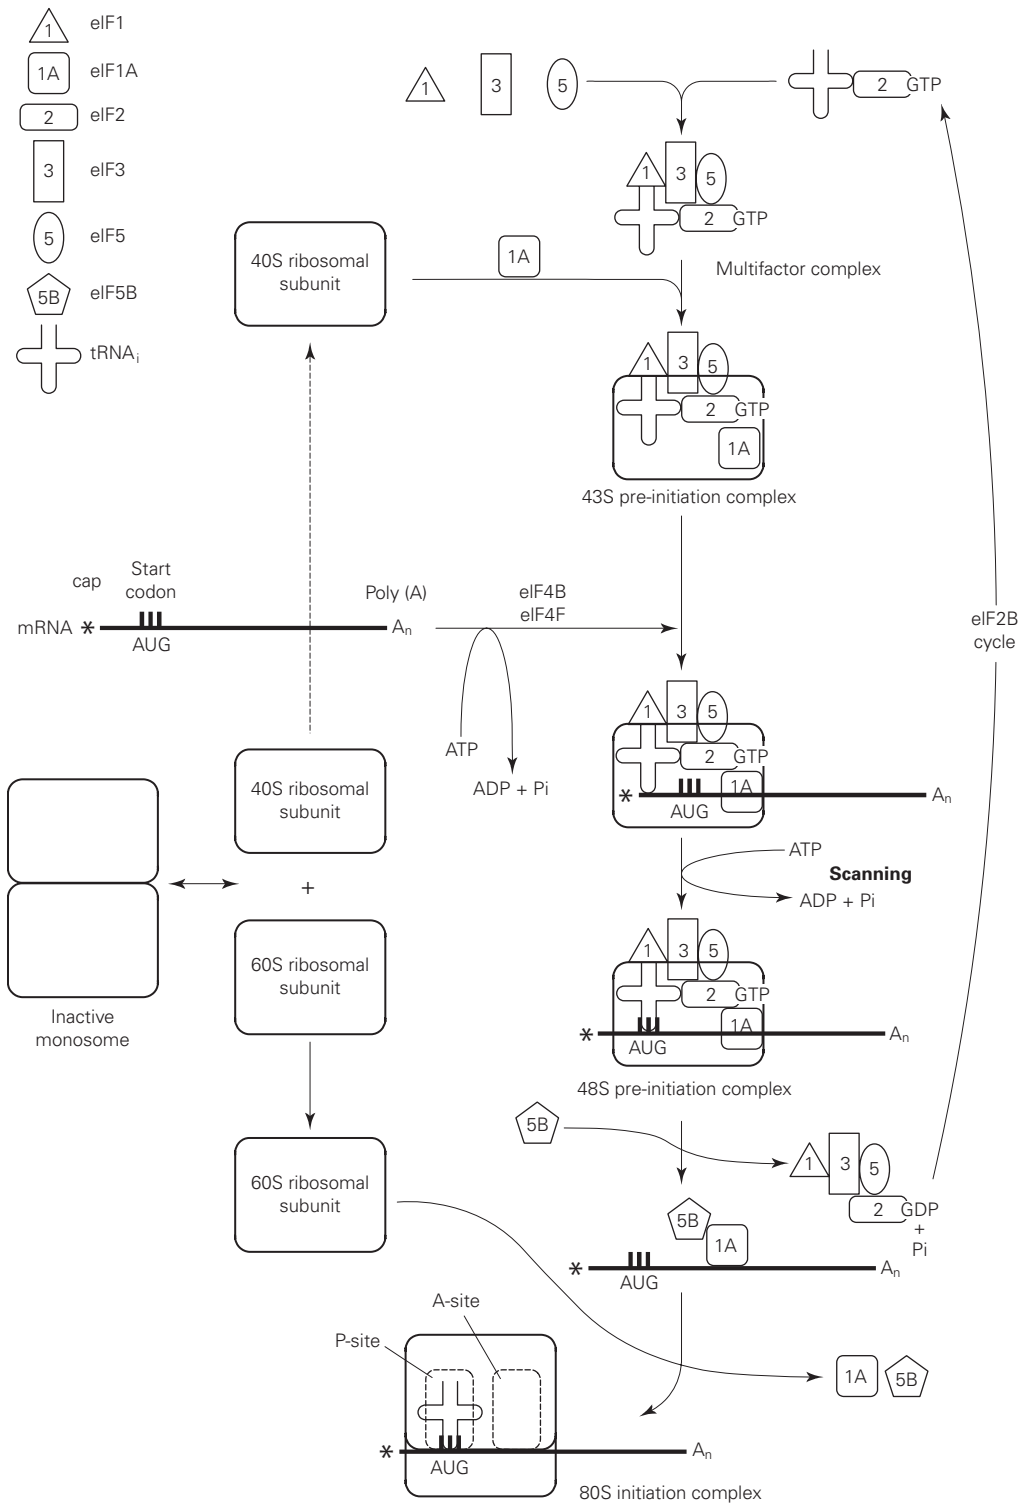 1 eIF1
1A eIF1A
2 eIF2
3 eIF3
5 eIF5
5B eIF5B
tRNAi
1 3 5
2 GTP
1 3 5
2 GTP
Multifactor complex
40S ribosomal
subunit
1A
1 3 5
2 GTP
1A
43S pre-initiation complex
cap
Start
codon
Poly (A)
mRNA * An
AUG
eIF4B
eIF4F
ATP
ADP + Pi
eIF2B
cycle
1 3 5
2 GTP
1A
* An
AUG
ATP
Scanning
ADP + Pi
40S ribosomal
subunit
+
60S ribosomal
subunit
Inactive
monosome
1 3 5
2 GTP
1A
* An
AUG
48S pre-initiation complex
5B
1 3 5
2 GDP
+
Pi
60S ribosomal
subunit
5B
1A
* An
AUG
A-site
P-site
1A 5B
* An
AUG
80S initiation complex